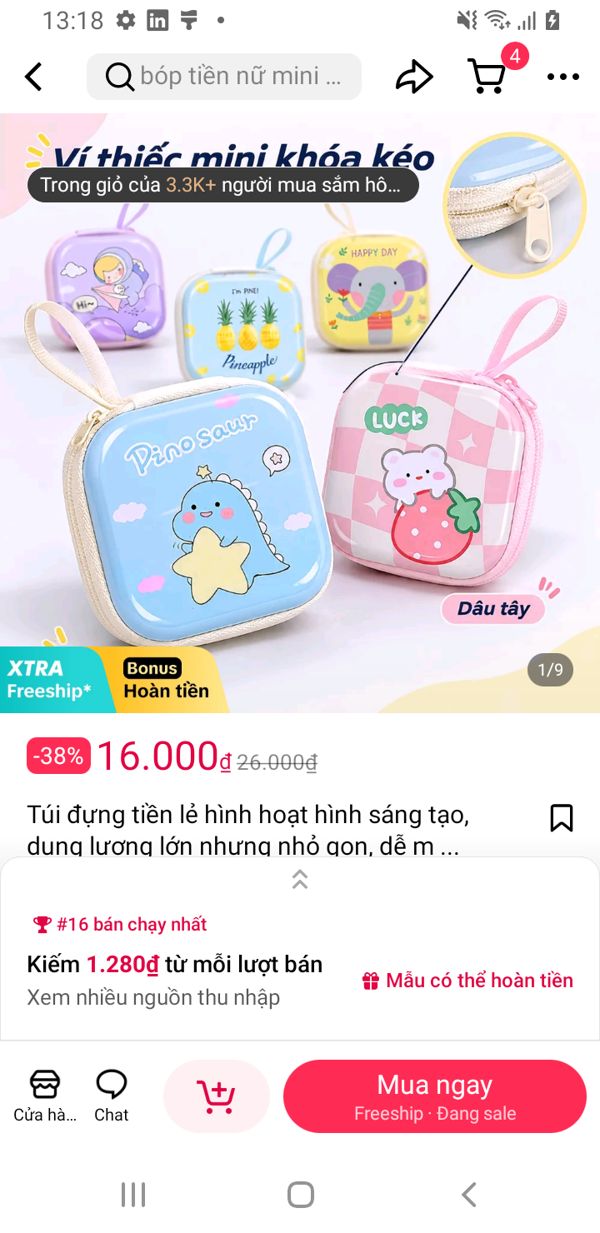 13:18
bóp tiền nữ mini ...
4
Ví thiếc mini khóa kéo
Trong giỏ của 3.3K+ người mua sắm hô...
HAPPY DAY
I'm PINE!
Hi~
Pineapple
LUCK
Dinosaur
Dâu tây
XTRA
Freeship*
Bonus
Hoàn tiền
1/9
-38% 16.000đ 26.000đ
Túi đựng tiền lẻ hình hoạt hình sáng tạo,
dung lượng lớn nhưng nhỏ gọn, dễ m ...
#16 bán chạy nhất
Kiếm 1.280đ từ mỗi lượt bán
Mẫu có thể hoàn tiền
Xem nhiều nguồn thu nhập
Mua ngay
Freeship · Đang sale
Cửa hà...
Chat